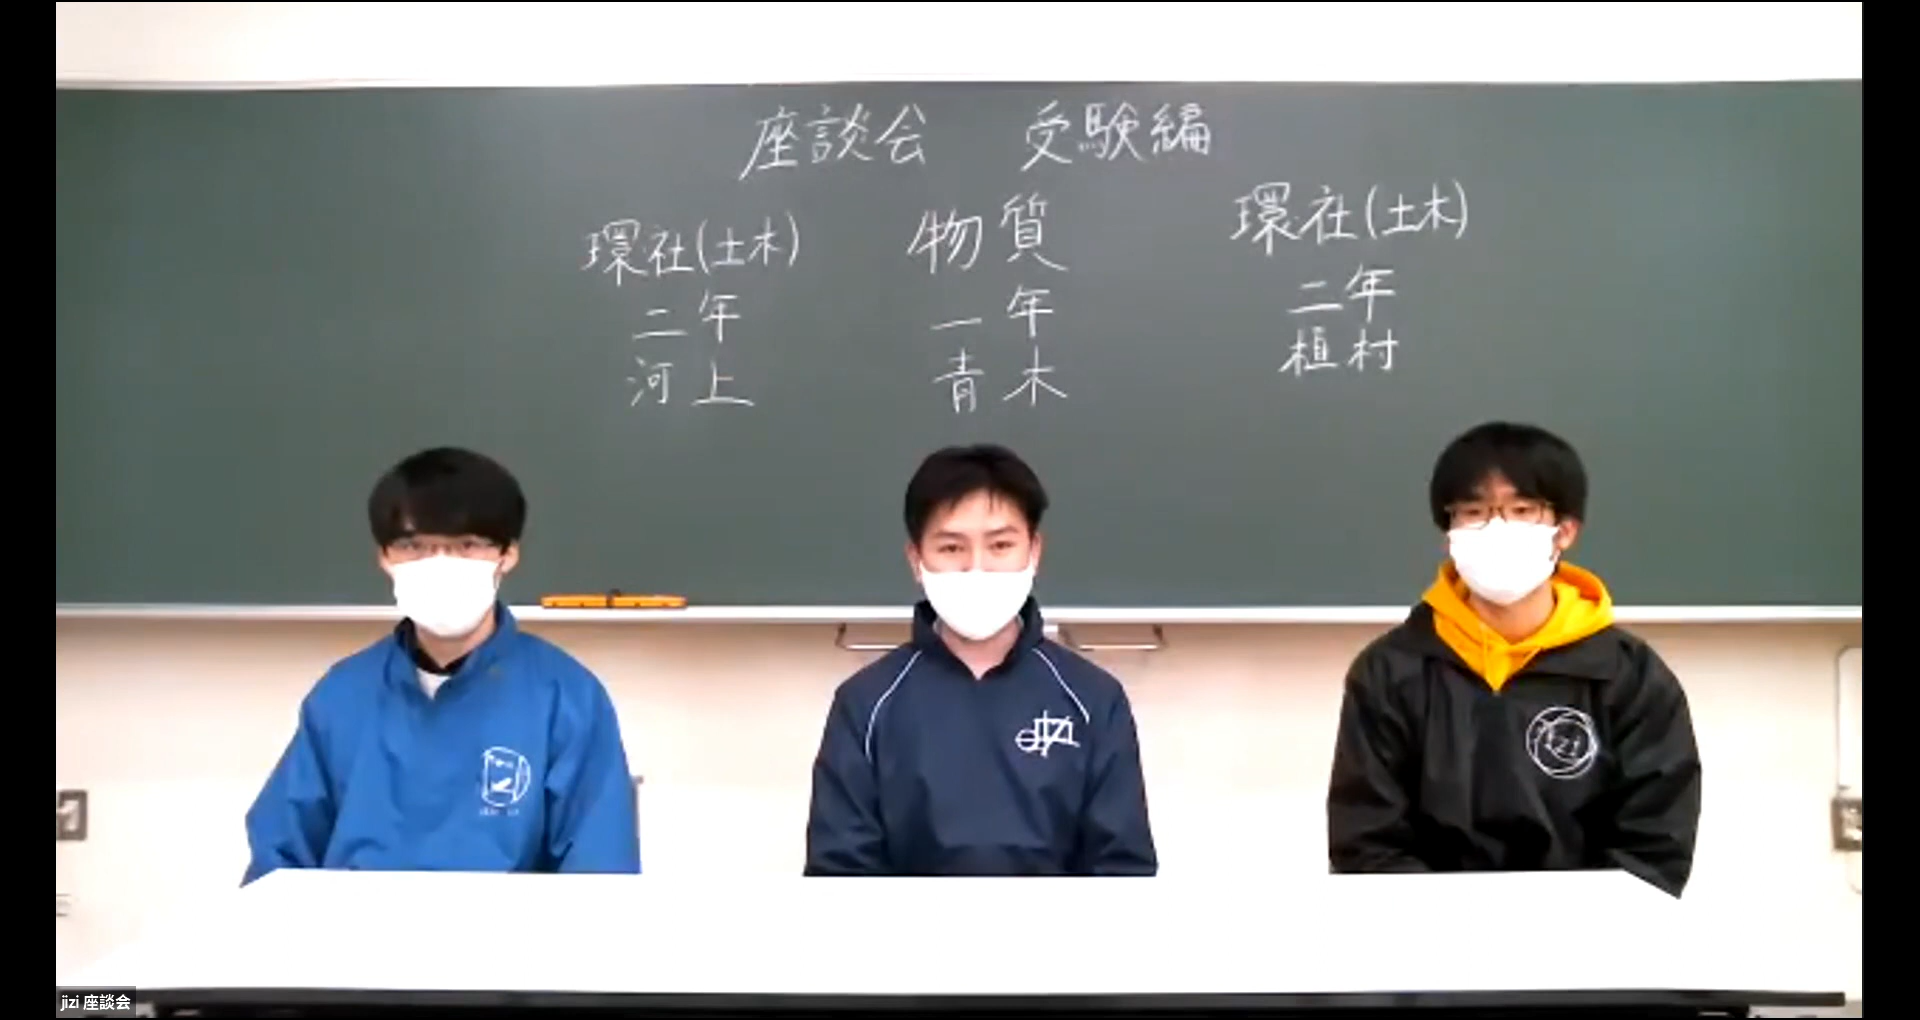 座談会 受験編
環社(土木)
二年
河上
物質
一年
青木
環社(土木)
二年
植村
jizi
jizi 座談会